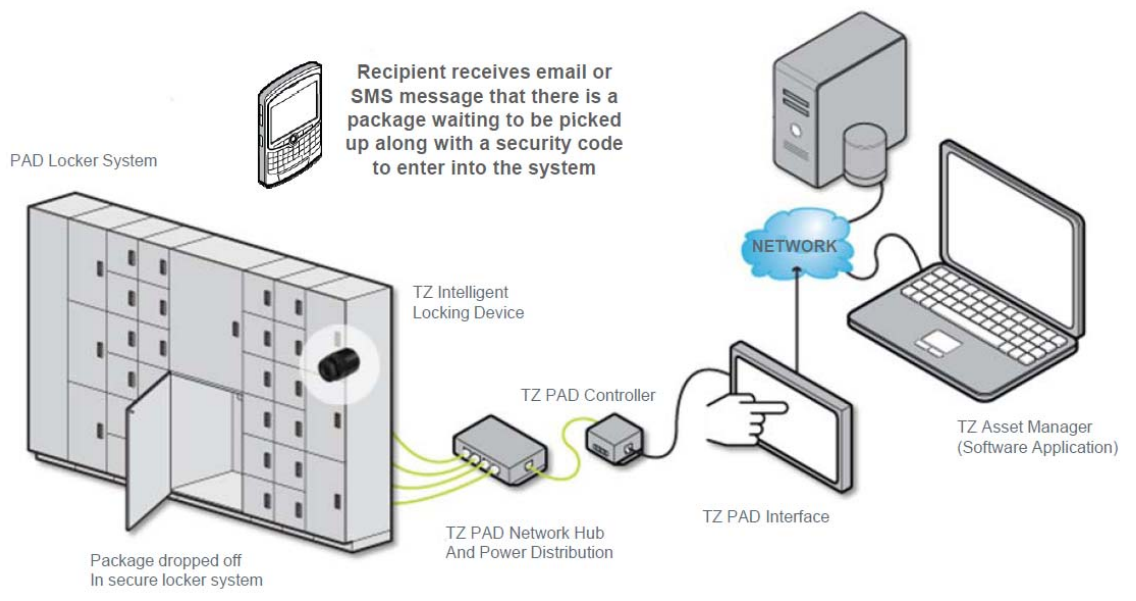 Recipient receives email or
SMS message that there is a
package waiting to be picked
up along with a security code
to enter into the system
PAD Locker System
NETWORK
TZ Intelligent
Locking Device
TZ PAD Controller
TZ Asset Manager
(Software Application)
TZ PAD Interface
TZ PAD Network Hub
And Power Distribution
Package dropped off
In secure locker system